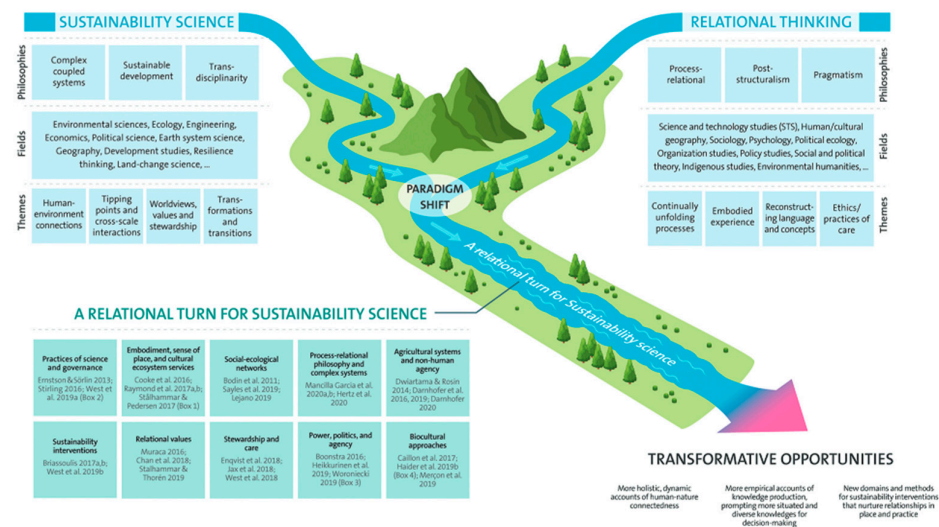 SUSTAINABILITY SCIENCE
Philosophies
Complex
coupled
systems
Sustainable
development
Trans-
disciplinarity
Fields
Environmental sciences, Ecology, Engineering,
Economics, Political science, Earth system science,
Geography, Development studies, Resilience
thinking, Land-change science, ...
Themes
Human-
environment
connections
Tipping
points and
cross-scale
interactions
Worldviews,
values and
stewardship
Trans-
formations
and
transitions
RELATIONAL THINKING
Process-
relational
Post-
structuralism
Pragmatism
Philosophies
Science and technology studies (STS), Human/cultural
geography, Sociology, Psychology, Political ecology,
Organization studies, Policy studies, Social and political
theory, Indigenous studies, Environmental humanities, ...
Fields
Continually
unfolding
processes
Embodied
experience
Reconstruct-
ing language
and concepts
Ethics/
practices of
care
Themes
PARADIGM
SHIFT
A relational turn for Sustainability science
A RELATIONAL TURN FOR SUSTAINABILITY SCIENCE
Practices of science
and governance
Ernstson & Sörlin 2013;
Stirling 2016; West et
al. 2019a (Box 2)
Embodiment, sense of
place, and cultural
ecosystem services
Cooke et al. 2016;
Raymond et al. 2017a,b;
Stålhammar &
Pedersen 2017 (Box 1)
Social-ecological
networks
Bodin et al. 2011;
Sayles et al. 2019;
Lejano 2019
Process-relational
philosophy and
complex systems
Mancilla Garcia et al.
2020a,b; Hertz et al.
2020
Agricultural systems
and non-human
agency
Dwiartama & Rosin
2014; Darnhofer et al.
2016, 2019; Darnhofer
2020
Sustainability
interventions
Briassoulis 2017a,b;
West et al. 2019b
Relational values
Muraca 2016;
Chan et al. 2018;
Stalhammar &
Thorén 2019
Stewardship and
care
Enqvist et al. 2018;
Jax et al. 2018;
West et al. 2018
Power, politics, and
agency
Boonstra 2016;
Heikkurinen et al.
2019; Woroniecki
2019 (Box 3)
Biocultural
approaches
Caillon et al. 2017;
Haider et al. 2019b
(Box 4); Merçon et al.
2019
TRANSFORMATIVE OPPORTUNITIES
More holistic, dynamic
accounts of human-nature
connectedness
More empirical accounts of
knowledge production,
prompting more situated and
diverse knowledges for
decision-making
New domains and methods
for sustainability interventions
that nurture relationships in
place and practice